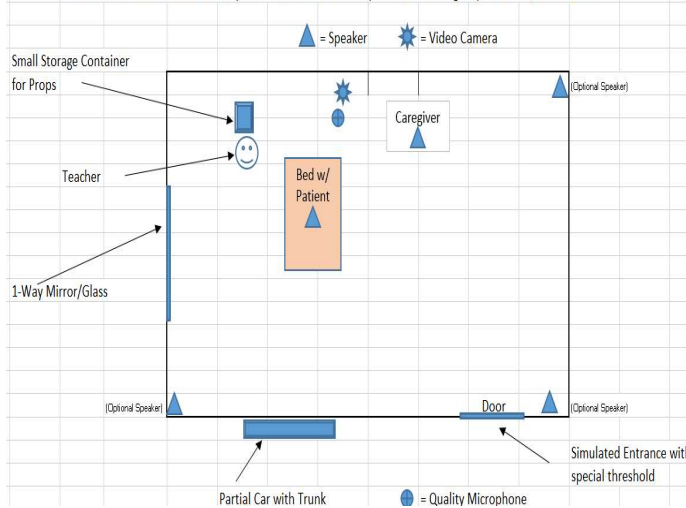 = Speaker
= Video Camera
Small Storage Container
for Props
(Optional Speaker)
Caregiver
Teacher
Bed w/
Patient
1-Way Mirror/Glass
(Optional Speaker)
Door
(Optional Speaker)
Simulated Entrance with
special threshold
Partial Car with Trunk
= Quality Microphone